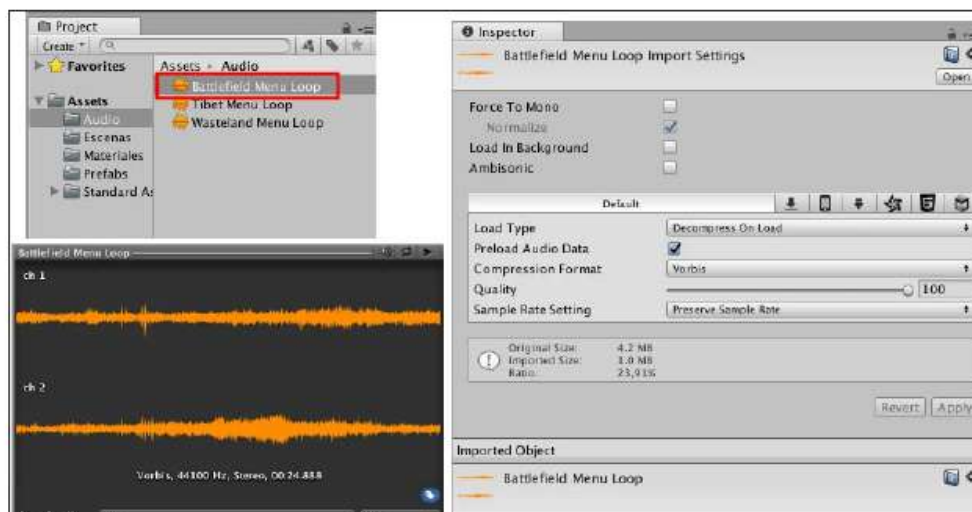 Project
Create
Favorites
Assets
Audio
Escenas
Materiales
Prefabs
Standard As
Assets Audio
Battlefield Menu Loop
Tibet Menu Loop
Wasteland Menu Loop
Battlefield Menu Loop
ch 1
ch 2
Vorbis, 44100 Hz, Stereo, 00:24.888
Inspector
Battlefield Menu Loop Import Settings
Open
Force To Mono
Normalize
Load In Background
Ambisonic
Default
Load Type Decompress On Load
Preload Audio Data
Compression Format Vorbis
Quality 100
Sample Rate Setting Preserve Sample Rate
Original Size: 4.2 MB
Imported Size: 1.0 MB
Ratio: 23,91%
Revert Apply
Imported Object
Battlefield Menu Loop